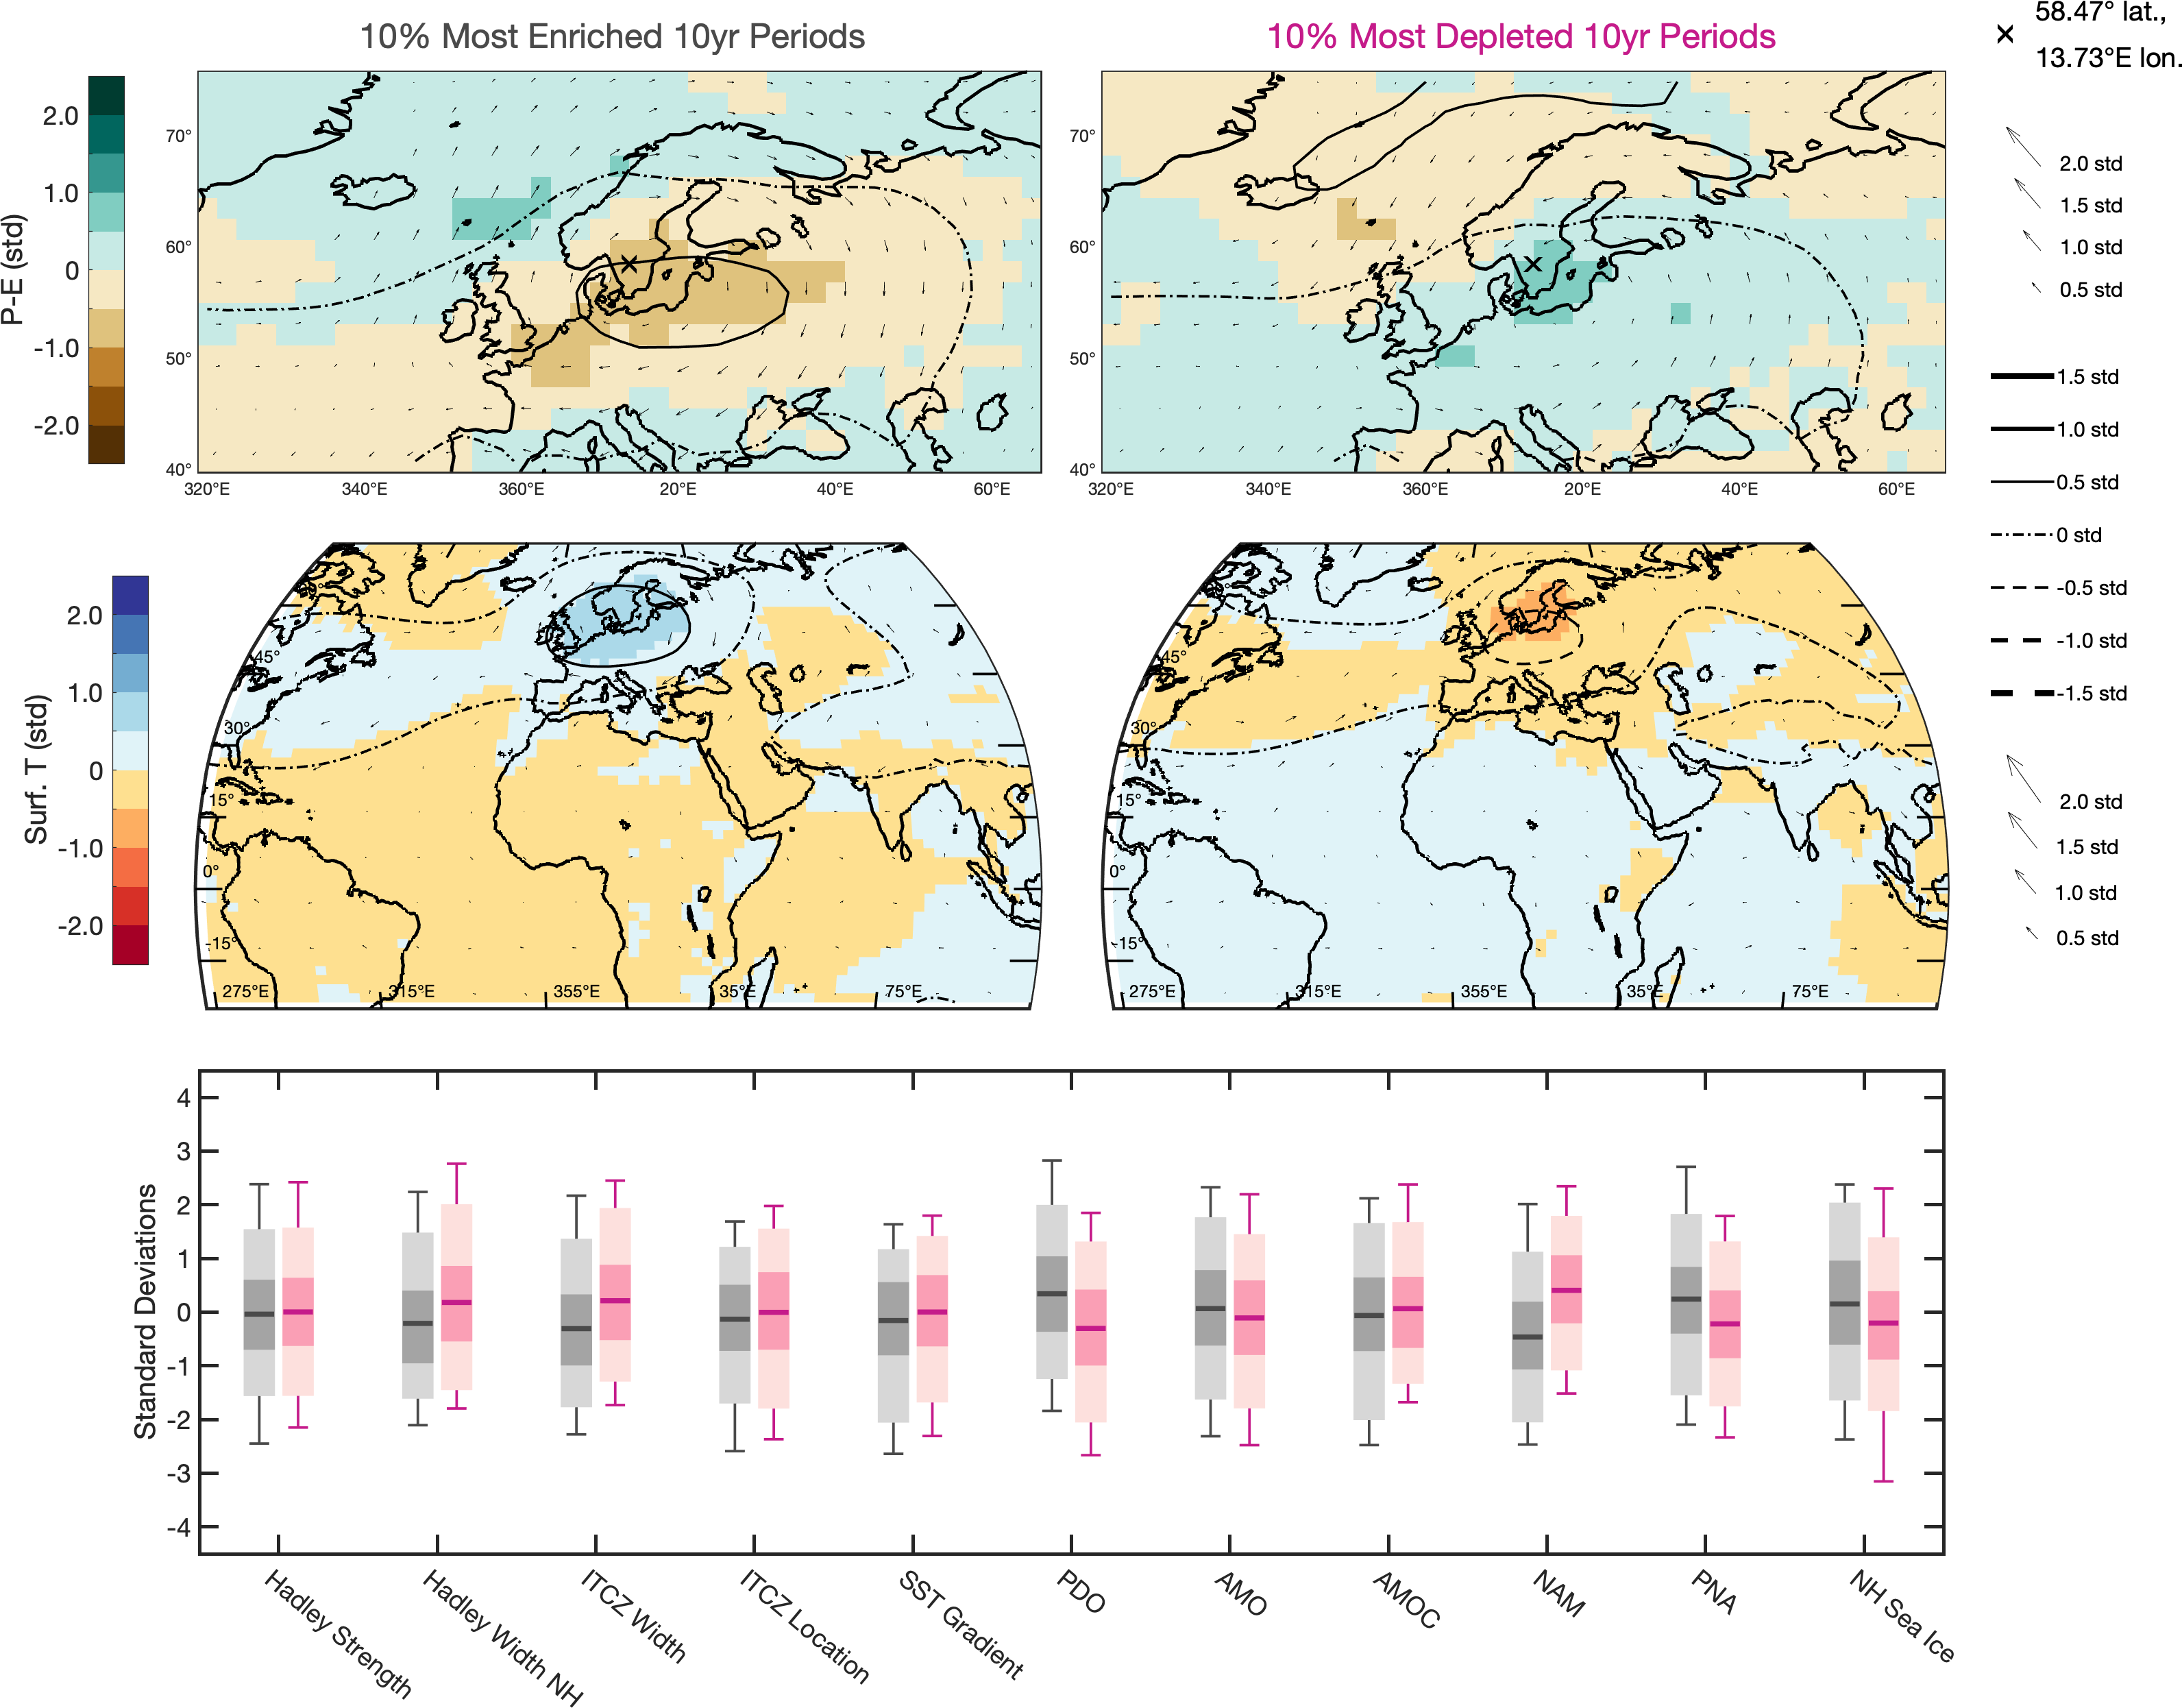 10% Most Enriched 10yr Periods
10% Most Depleted 10yr Periods
58.47° lat.,
13.73°E lon.
P-E (std)
2.0
1.0
0
-1.0
-2.0
70°
60°
50°
40°
320°E 340°E 360°E 20°E 40°E 60°E
70°
60°
50°
40°
320°E 340°E 360°E 20°E 40°E 60°E
2.0 std
1.5 std
1.0 std
0.5 std
1.5 std
1.0 std
0.5 std
0 std
-0.5 std
-1.0 std
-1.5 std
Surf. T (std)
2.0
1.0
0
-1.0
-2.0
45°
30°
15°
0°
-15°
275°E 315°E 355°E 35°E 75°E
45°
30°
15°
0°
-15°
275°E 315°E 355°E 35°E 75°E
2.0 std
1.5 std
1.0 std
0.5 std
Standard Deviations
4
3
2
1
0
-1
-2
-3
-4
Hadley Strength
Hadley Width NH
ITCZ Width
ITCZ Location
SST Gradient
PDO
AMO
AMOC
NAM
PNA
NH Sea Ice